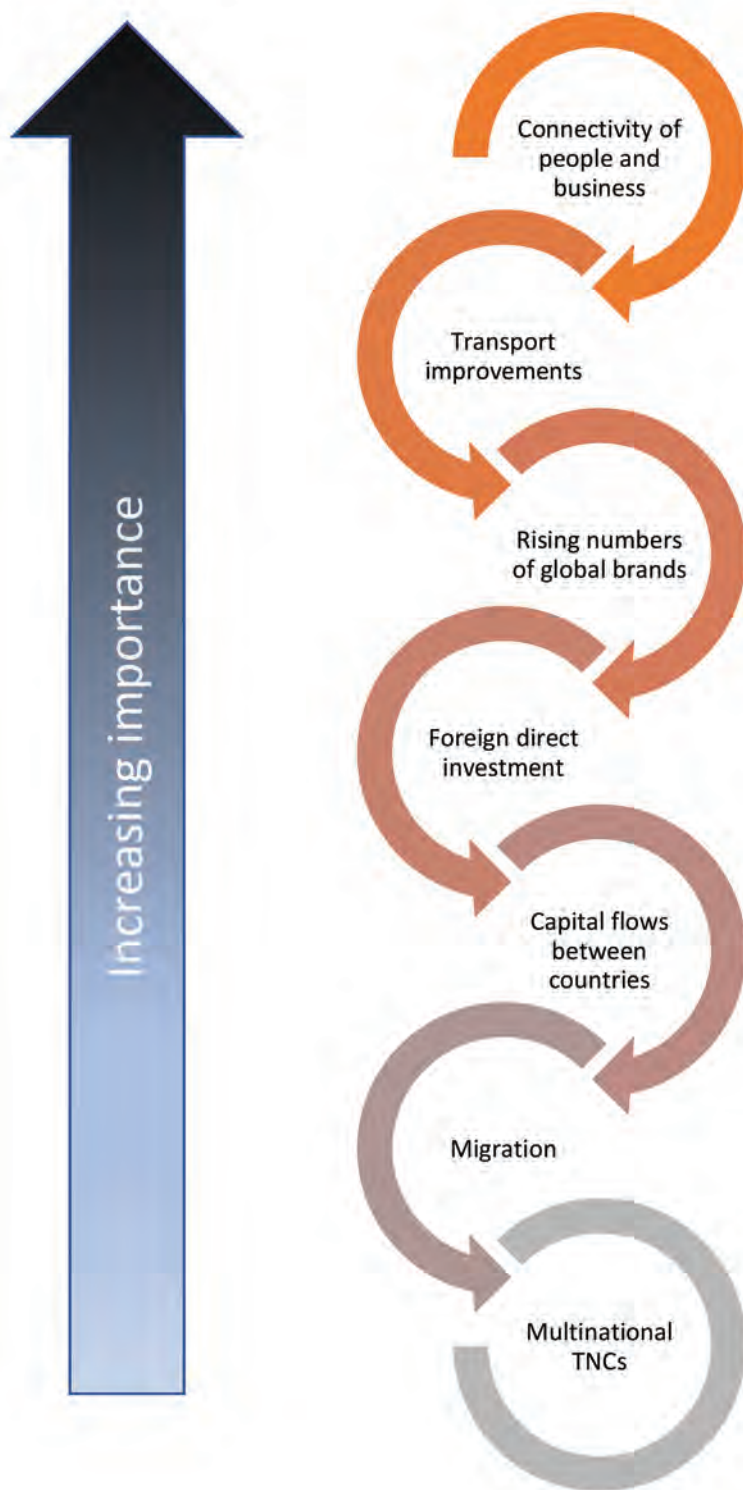 Connectivity of
people and
business
Transport
improvements
Rising numbers
of global brands
Foreign direct
investment
Capital flows
between
countries
Migration
Multinational
TNCs
Increasing importance